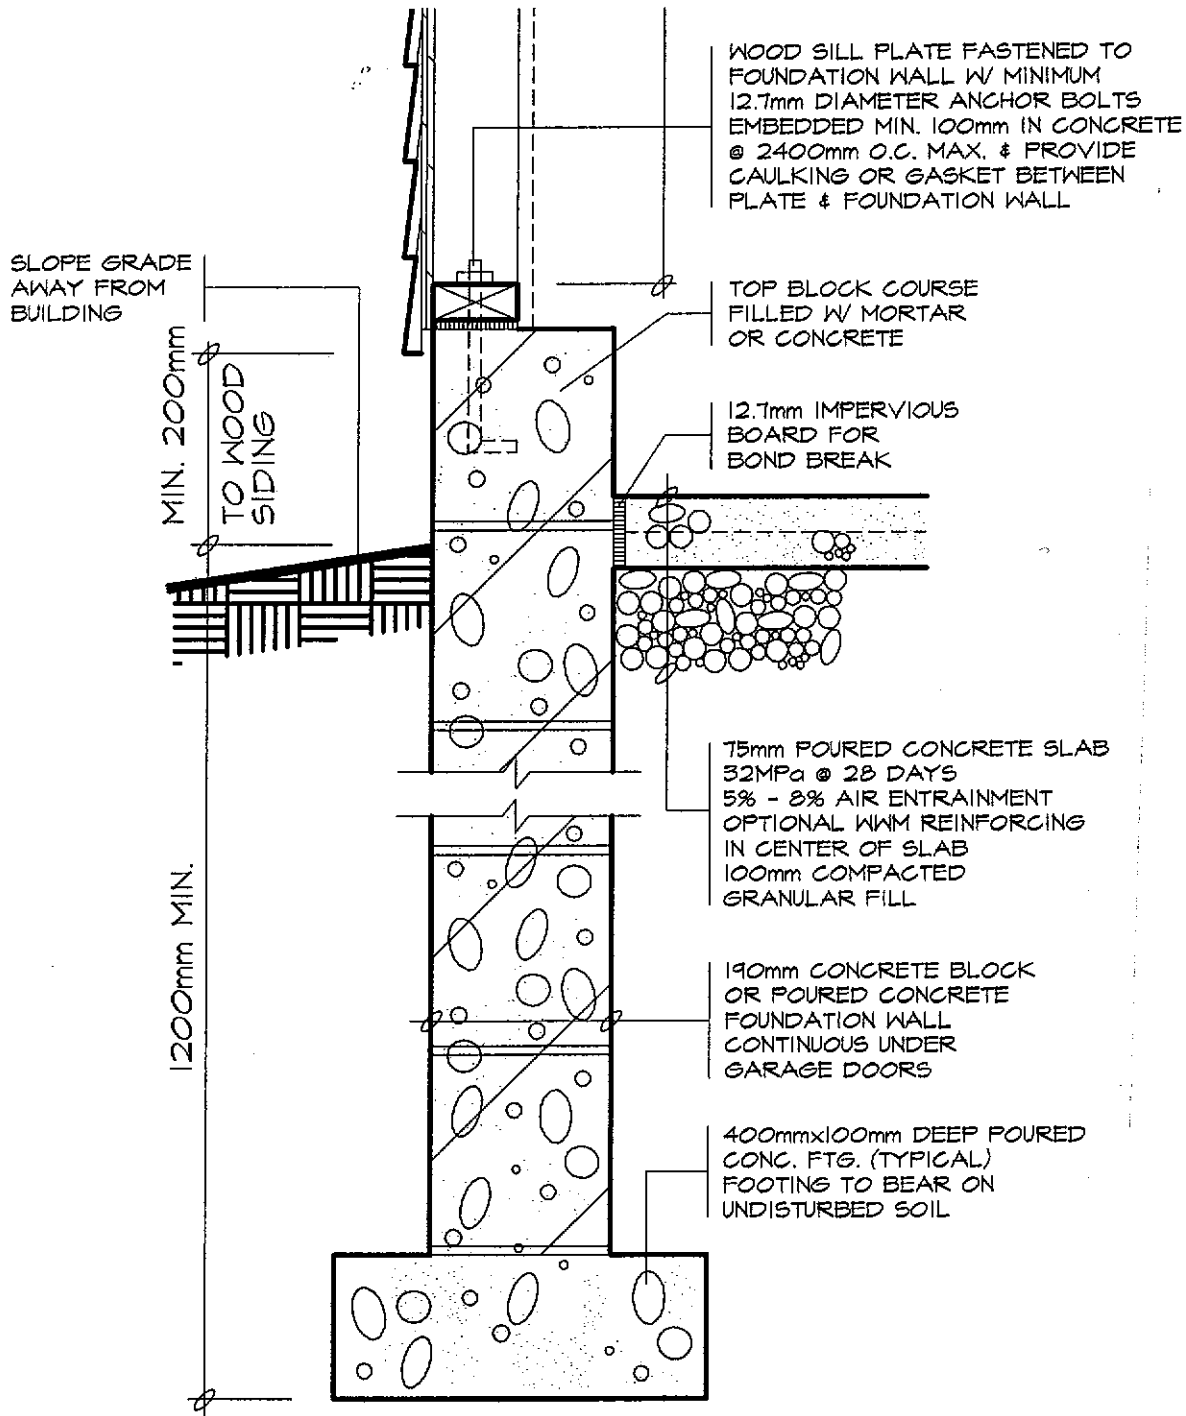 WOOD SILL PLATE FASTENED TO
FOUNDATION WALL W/ MINIMUM
12.7mm DIAMETER ANCHOR BOLTS
EMBEDDED MIN. 100mm IN CONCRETE
@ 2400mm O.C. MAX. & PROVIDE
CAULKING OR GASKET BETWEEN
PLATE & FOUNDATION WALL
SLOPE GRADE
AWAY FROM
BUILDING
TOP BLOCK COURSE
FILLED W/ MORTAR
OR CONCRETE
MIN. 200mm
TO WOOD
SIDING
12.7mm IMPERVIOUS
BOARD FOR
BOND BREAK
75mm POURED CONCRETE SLAB
32MPa @ 28 DAYS
5% - 8% AIR ENTRAINMENT
OPTIONAL WWM REINFORCING
IN CENTER OF SLAB
100mm COMPACTED
GRANULAR FILL
1200mm MIN.
190mm CONCRETE BLOCK
OR POURED CONCRETE
FOUNDATION WALL
CONTINUOUS UNDER
GARAGE DOORS
400mmx100mm DEEP POURED
CONC. FTG. (TYPICAL)
FOOTING TO BEAR ON
UNDISTURBED SOIL